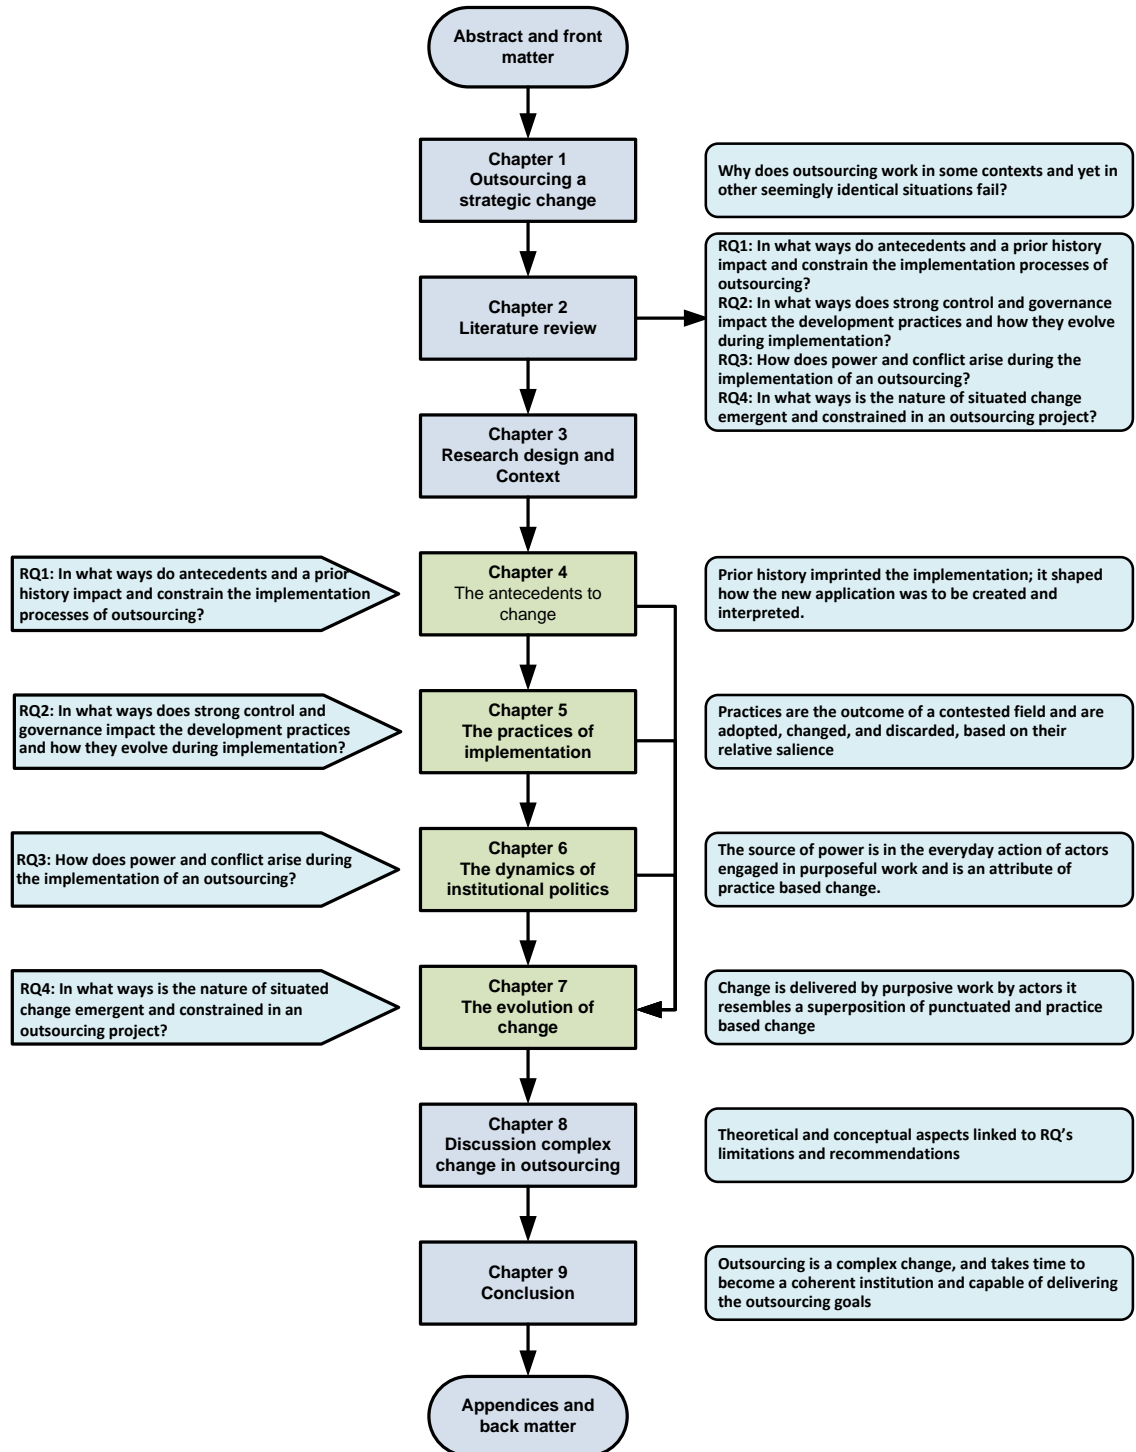 Abstract and front
matter
Chapter 1
Outsourcing a
strategic change
Why does outsourcing work in some contexts and yet in
other seemingly identical situations fail?
Chapter 2
Literature review
RQ1: In what ways do antecedents and a prior history
impact and constrain the implementation processes of
outsourcing?
RQ2: In what ways does strong control and governance
impact the development practices and how they evolve
during implementation?
RQ3: How does power and conflict arise during the
implementation of an outsourcing?
RQ4: In what ways is the nature of situated change
emergent and constrained in an outsourcing project?
Chapter 3
Research design and
Context
RQ1: In what ways do antecedents and a prior
history impact and constrain the implementation
processes of outsourcing?
Chapter 4
The antecedents to
change
Prior history imprinted the implementation; it shaped
how the new application was to be created and
interpreted.
RQ2: In what ways does strong control and
governance impact the development practices
and how they evolve during implementation?
Chapter 5
The practices of
implementation
Practices are the outcome of a contested field and are
adopted, changed, and discarded, based on their
relative salience
RQ3: How does power and conflict arise during
the implementation of an outsourcing?
Chapter 6
The dynamics of
institutional politics
The source of power is in the everyday action of actors
engaged in purposeful work and is an attribute of
practice based change.
RQ4: In what ways is the nature of situated
change emergent and constrained in an
outsourcing project?
Chapter 7
The evolution of
change
Change is delivered by purposive work by actors it
resembles a superposition of punctuated and practice
based change
Chapter 8
Discussion complex
change in outsourcing
Theoretical and conceptual aspects linked to RQ’s
limitations and recommendations
Chapter 9
Conclusion
Outsourcing is a complex change, and takes time to
become a coherent institution and capable of delivering
the outsourcing goals
Appendices and
back matter